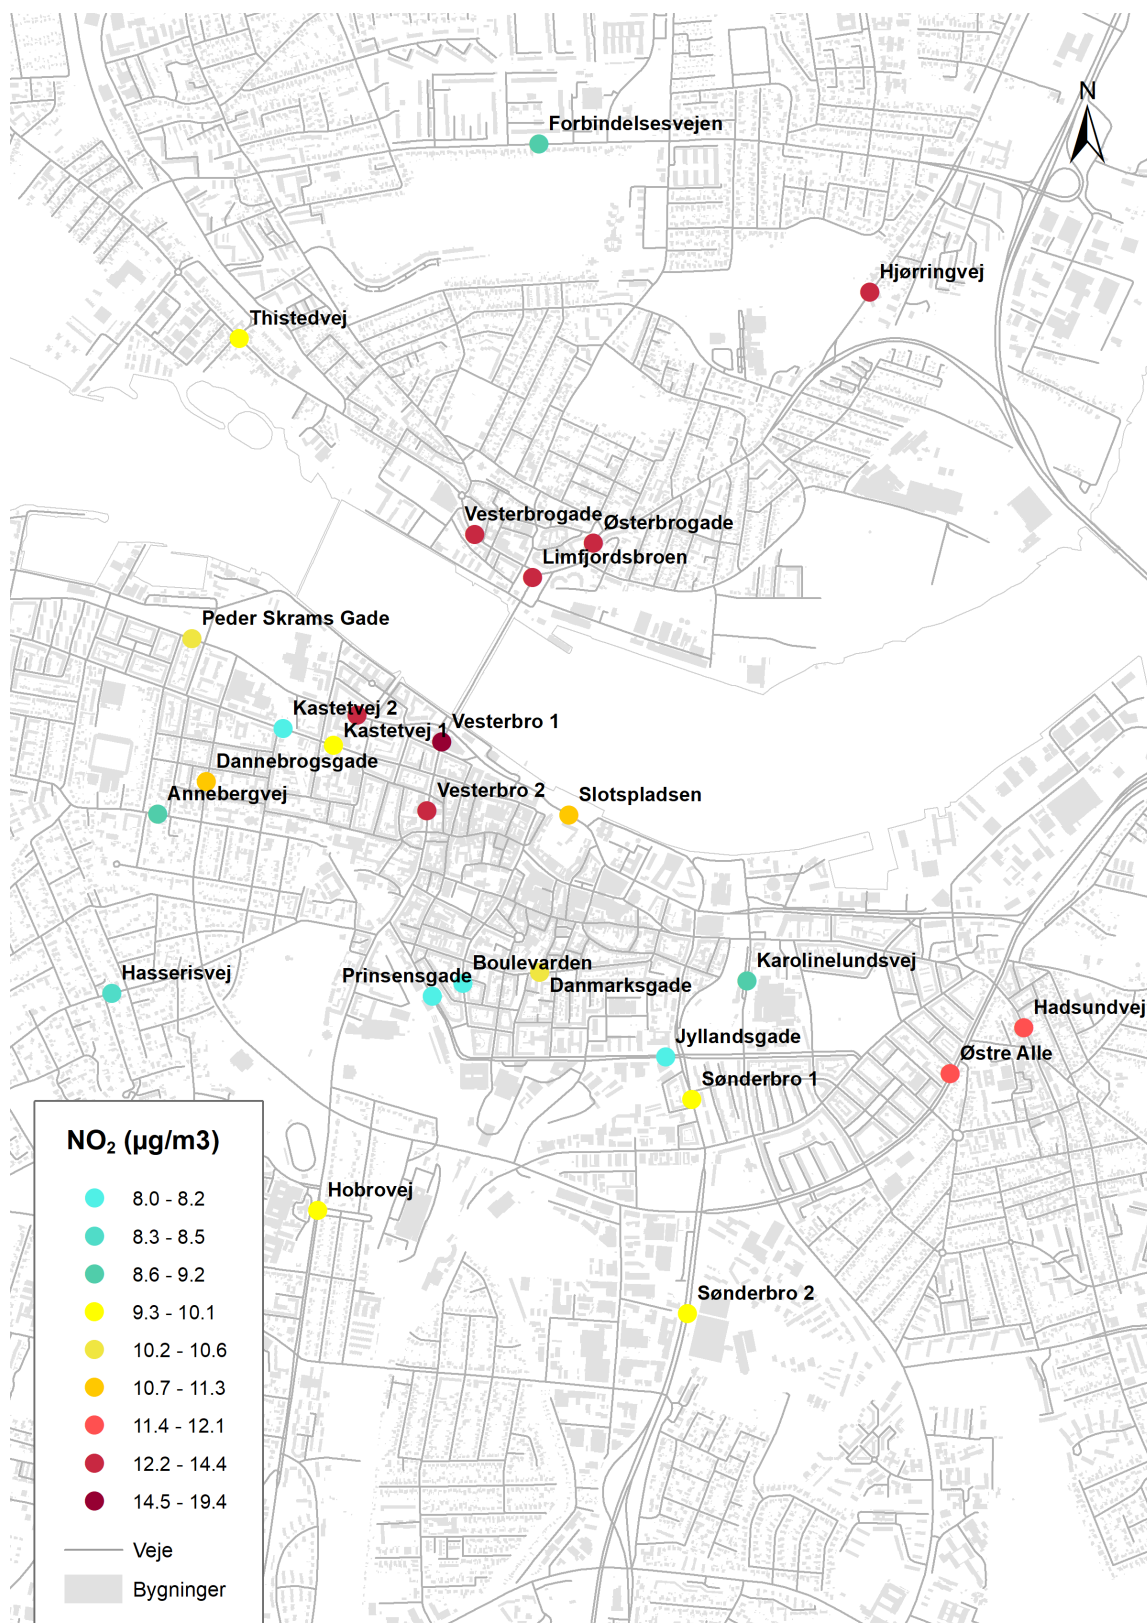 N
Forbindelsesvejen
Hjørringvej
Thistedvej
Vesterbrogade
Østerbrogade
Limfjordsbroen
Peder Skrams Gade
Kastetvej 2
Vesterbro 1
Kastetvej 1
Dannebrogsgade
Annebergvej
Vesterbro 2
Slotspladsen
Hasserisvej
Prinsensgade
Boulevarden
Danmarksgade
Karolinelundsvej
Hadsundvej
Jyllandsgade
Østre Alle
Sønderbro 1
Hobrovej
Sønderbro 2
NO₂ (µg/m3)
8.0 - 8.2
8.3 - 8.5
8.6 - 9.2
9.3 - 10.1
10.2 - 10.6
10.7 - 11.3
11.4 - 12.1
12.2 - 14.4
14.5 - 19.4
Veje
Bygninger